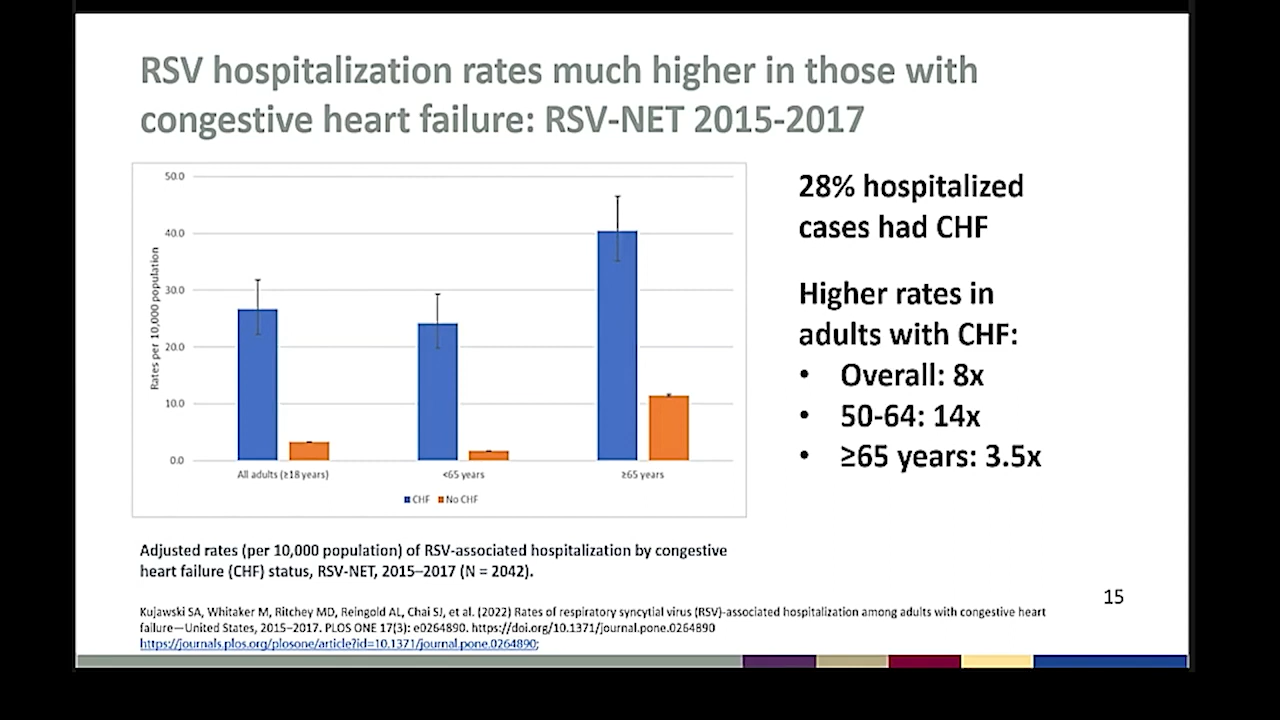 RSV hospitalization rates much higher in those with
congestive heart failure: RSV-NET 2015-2017
50.0
40.0
30.0
20.0
10.0
0.0
Rates per 10,000 population
All adults (≥18 years)
<65 years
≥65 years
CHF
No CHF
28% hospitalized
cases had CHF
Higher rates in
adults with CHF:
• Overall: 8x
• 50-64: 14x
• ≥65 years: 3.5x
Adjusted rates (per 10,000 population) of RSV-associated hospitalization by congestive
heart failure (CHF) status, RSV-NET, 2015–2017 (N = 2042).
15
Kujawski SA, Whitaker M, Ritchey MD, Reingold AL, Chai SJ, et al. (2022) Rates of respiratory syncytial virus (RSV)-associated hospitalization among adults with congestive heart
failure—United States, 2015–2017. PLOS ONE 17(3): e0264890. https://doi.org/10.1371/journal.pone.0264890
https://journals.plos.org/plosone/article?id=10.1371/journal.pone.0264890;